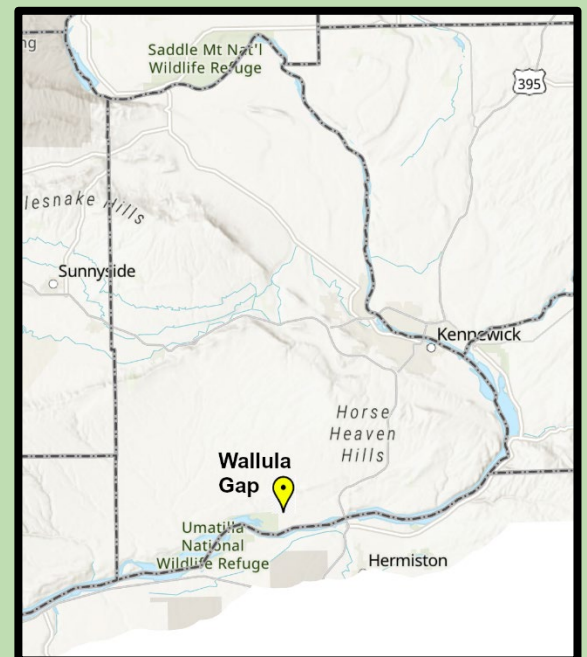 ng
Saddle Mt Nat'l
Wildlife Refuge
395
lesnake Hills
Sunnyside
Kennewick
Horse
Heaven
Hills
Wallula
Gap
Umatilla
National
Wildlife Refuge
Hermiston